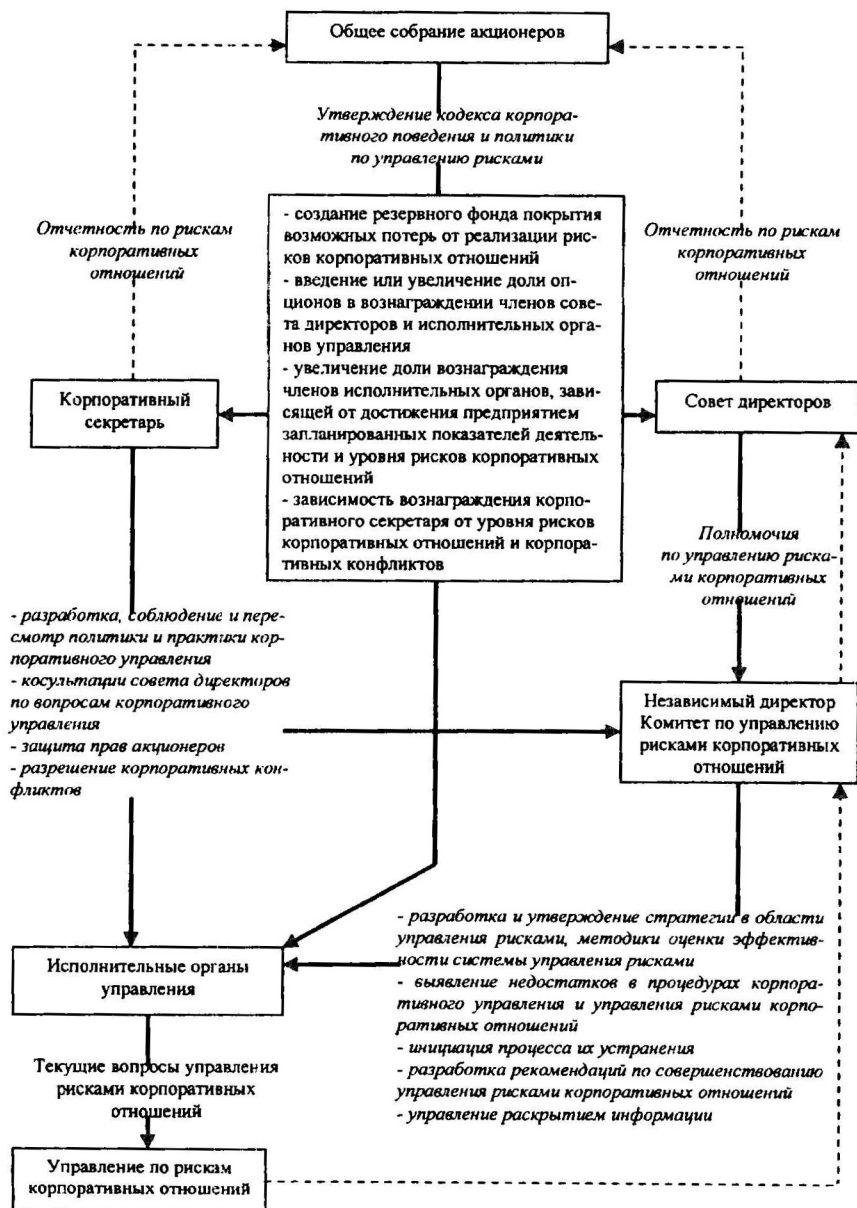 Общее собрание акционеров
Утверждение кодекса корпора-
тивного поведения и политики
по управлению рисками
Отчетность по рискам
корпоративных
отношений
- создание резервного фонда покрытия
возможных потерь от реализации рис-
ков корпоративных отношений
- введение или увеличение доли оп-
ционов в вознаграждении членов сове-
та директоров и исполнительных орга-
нов управления
- увеличение доли вознаграждения
членов исполнительных органов, зави-
сящей от достижения предприятием
запланированных показателей деятель-
ности и уровня рисков корпоративных
отношений
- зависимость вознаграждения корпо-
ративного секретаря от уровня рисков
корпоративных отношений и корпора-
тивных конфликтов
Отчетность по рискам
корпоративных
отношений
Корпоративный
секретарь
Совет директоров
Полномочия
по управлению риска-
ми корпоративных
отношений
- разработка, соблюдение и пере-
смотр политики и практики кор-
поративного управления
- косультации совета директоров
по вопросам корпоративного
управления
- защита прав акционеров
- разрешение корпоративных кон-
фликтов
Независимый директор
Комитет по управлению
рисками корпоративных
отношений
- разработка и утверждение стратегии в области
управления рисками, методики оценки эффектив-
ности системы управления рисками
- выявление недостатков в процедурах корпора-
тивного управления и управления рисками корпо-
ративных отношений
- инициация процесса их устранения
- разработка рекомендаций по совершенствованию
управления рисками корпоративных отношений
- управление раскрытием информации
Исполнительные органы
управления
Текущие вопросы управления
рисками корпоративных
отношений
Управление по рискам
корпоративных отношений